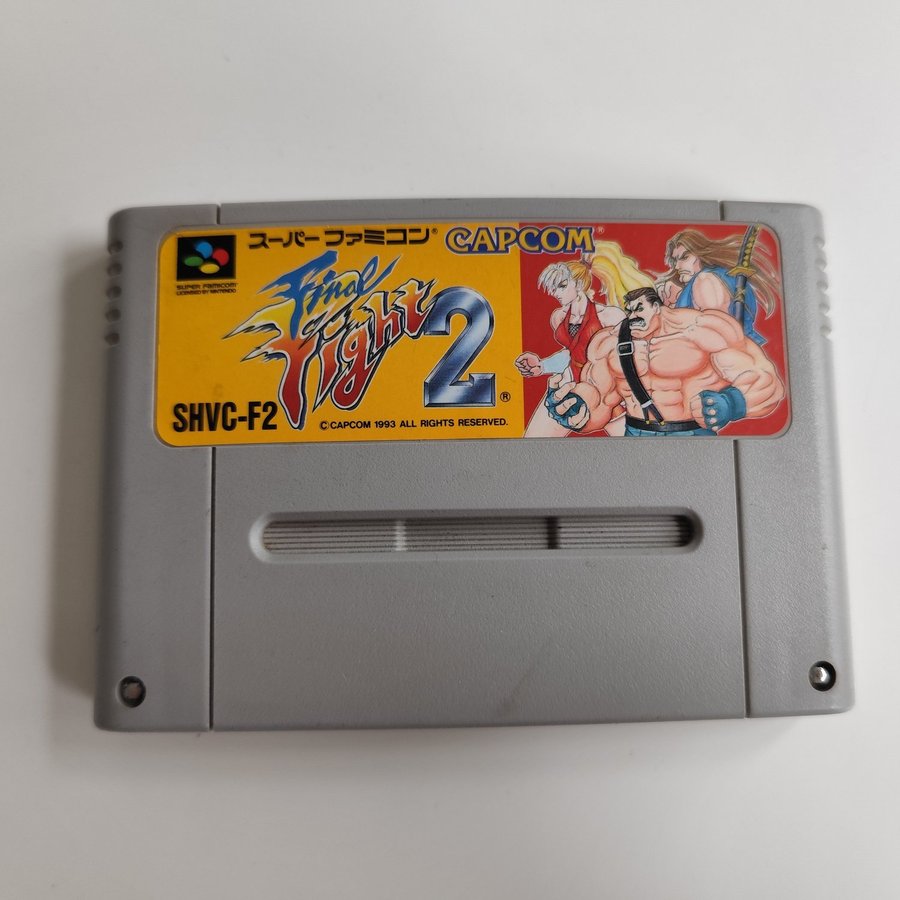 スーパーファミコン® CAPCOM®
SUPER FAMICOM
LICENSED BY NINTENDO
Final
Fight 2®
SHVC-F2
© CAPCOM 1993 ALL RIGHTS RESERVED.